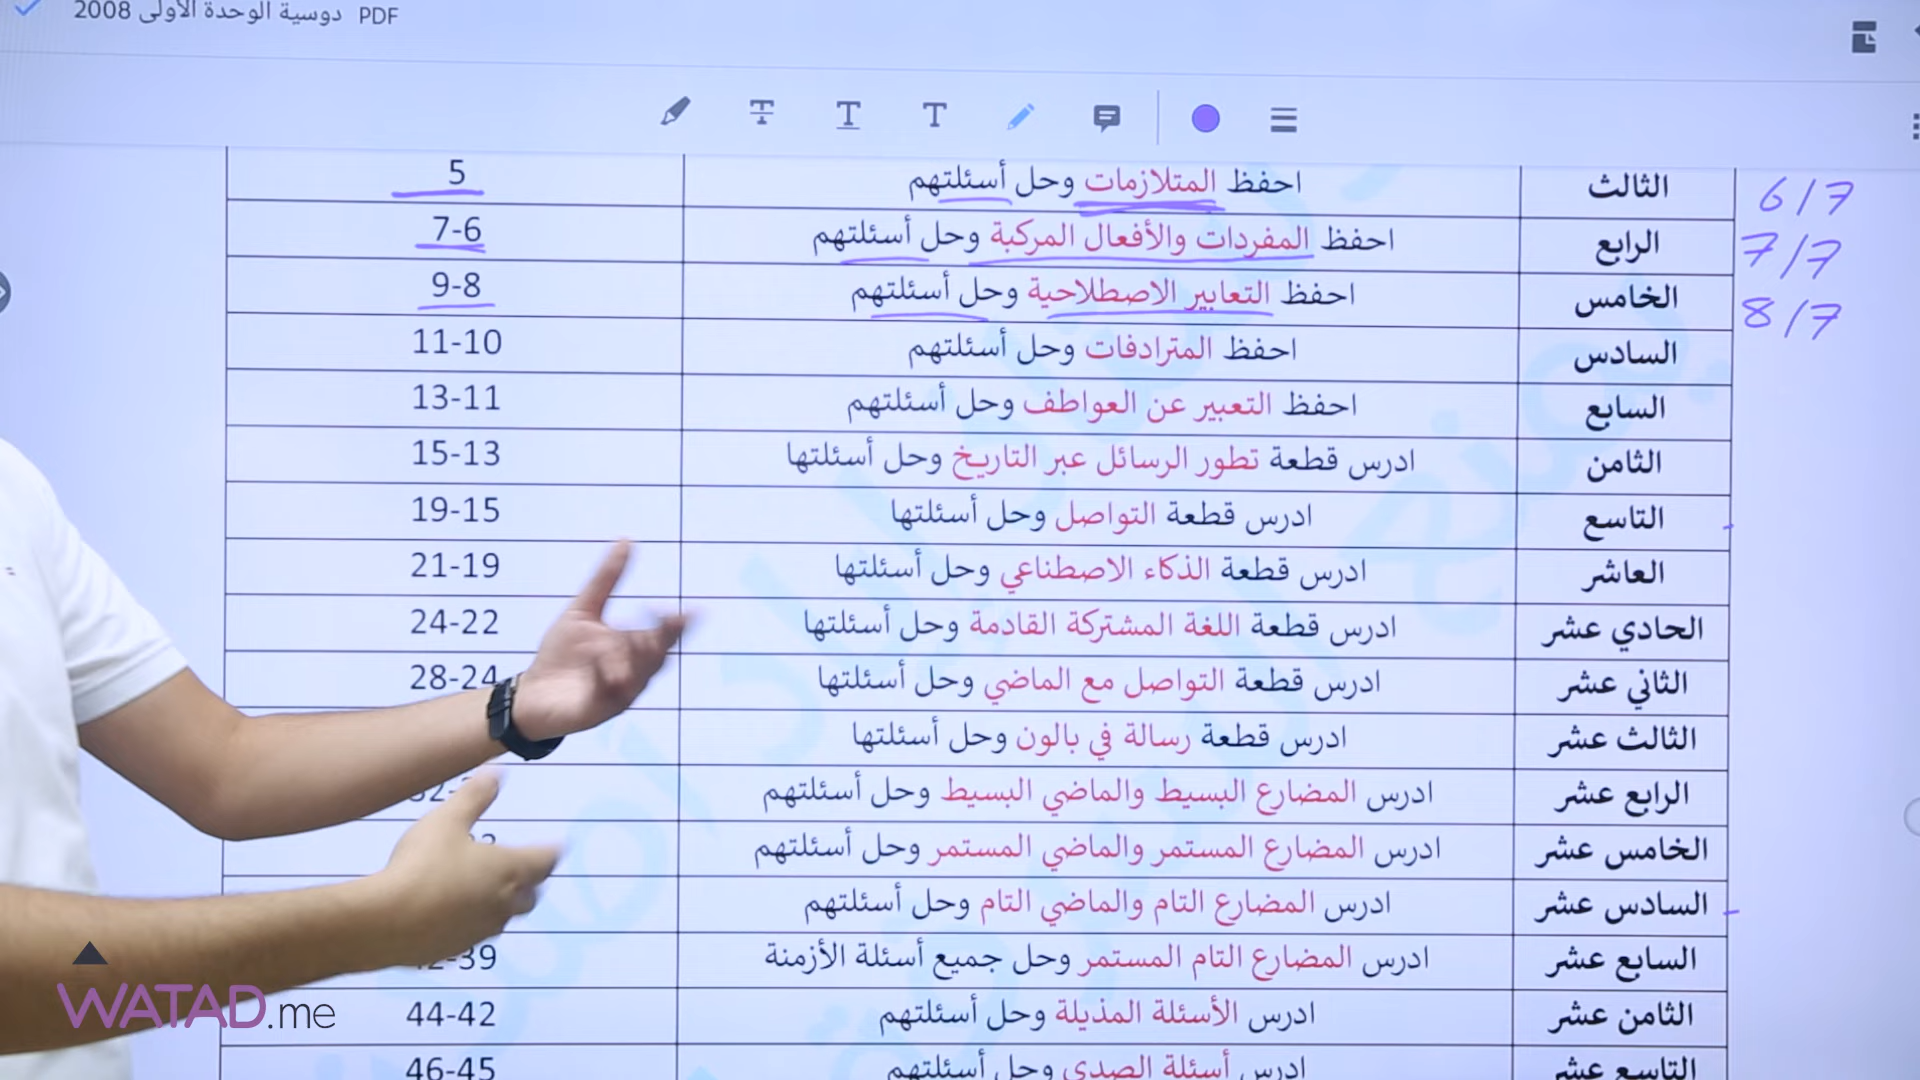 دوسية الوحدة الأولى 2008 PDF
الثالث احفظ المتلازمات وحل أسئلتهم 5 6/7
الرابع احفظ المفردات والأفعال المركبة وحل أسئلتهم 7-6 7/7
الخامس احفظ التعابير الاصطلاحية وحل أسئلتهم 9-8 8/7
السادس احفظ المترادفات وحل أسئلتهم 11-10
السابع احفظ التعبير عن العواطف وحل أسئلتهم 13-11
الثامن ادرس قطعة تطور الرسائل عبر التاريخ وحل أسئلتها 15-13
التاسع ادرس قطعة التواصل وحل أسئلتها 19-15
العاشر ادرس قطعة الذكاء الاصطناعي وحل أسئلتها 21-19
الحادي عشر ادرس قطعة اللغة المشتركة القادمة وحل أسئلتها 24-22
الثاني عشر ادرس قطعة التواصل مع الماضي وحل أسئلتها 28-24
الثالث عشر ادرس قطعة رسالة في بالون وحل أسئلتها
الرابع عشر ادرس المضارع البسيط والماضي البسيط وحل أسئلتهم
الخامس عشر ادرس المضارع المستمر والماضي المستمر وحل أسئلتهم
السادس عشر ادرس المضارع التام والماضي التام وحل أسئلتهم
السابع عشر ادرس المضارع التام المستمر وحل جميع أسئلة الأزمنة 42-39
الثامن عشر ادرس الأسئلة المذيلة وحل أسئلتهم 44-42
التاسع عشر ادرس أسئلة الصدى وحل أسئلتهم 46-45
WATAD.me